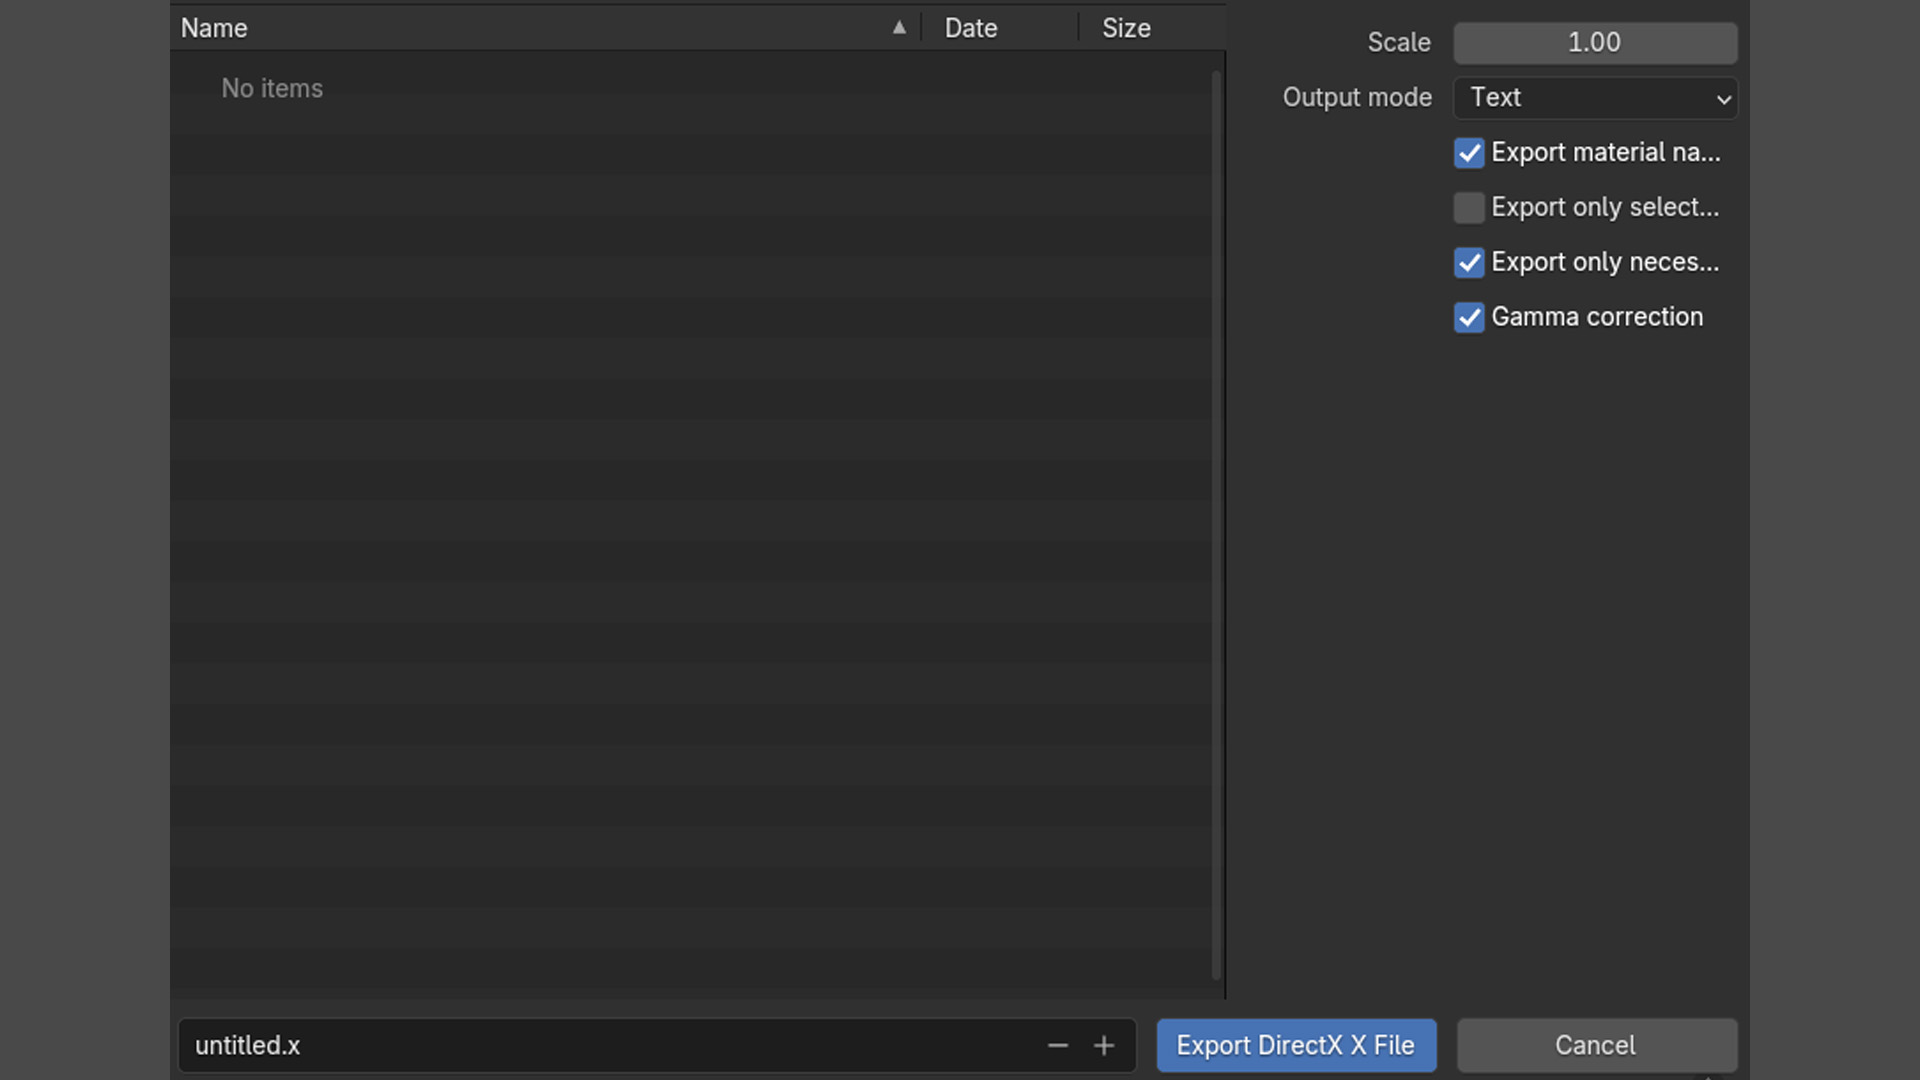 Name ▲ Date Size
No items
Scale 1.00
Output mode Text
Export material na...
Export only select...
Export only neces...
Gamma correction
untitled.x
Export DirectX X File
Cancel